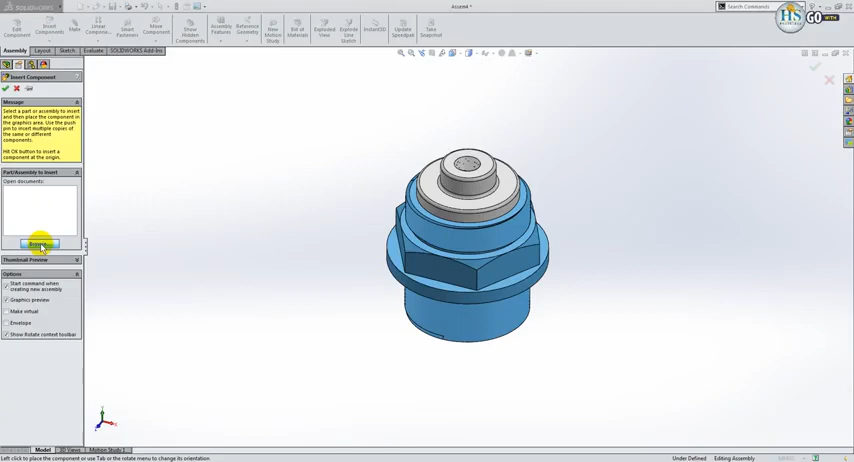 SOLIDWORKS
Assem4 *
Search Commands
HS
GO WITH
Edit Component
Insert Components
Mate
Linear Compone...
Smart Fasteners
Move Component
Show Hidden Components
Assembly Features
Reference Geometry
New Motion Study
Bill of Materials
Exploded View
Explode Line Sketch
Instant3D
Update Speedpak
Take Snapshot
Assembly
Layout
Sketch
Evaluate
SOLIDWORKS Add-Ins
Insert Component
?
Message
Select a part or assembly to insert
and then place the component in
the graphics area. Use the push
pin to insert multiple copies of
the same or different
components.
Hit OK button to insert a
component at the origin.
Part/Assembly to Insert
Open documents:
Browse...
Thumbnail Preview
Options
Start command when
creating new assembly
Graphics preview
Make virtual
Envelope
Show Rotate context toolbar
Model
3D Views
Motion Study 1
Left click to place the component or use Tab or the rotate menu to change its orientation.
Under Defined
Editing Assembly
MMGS